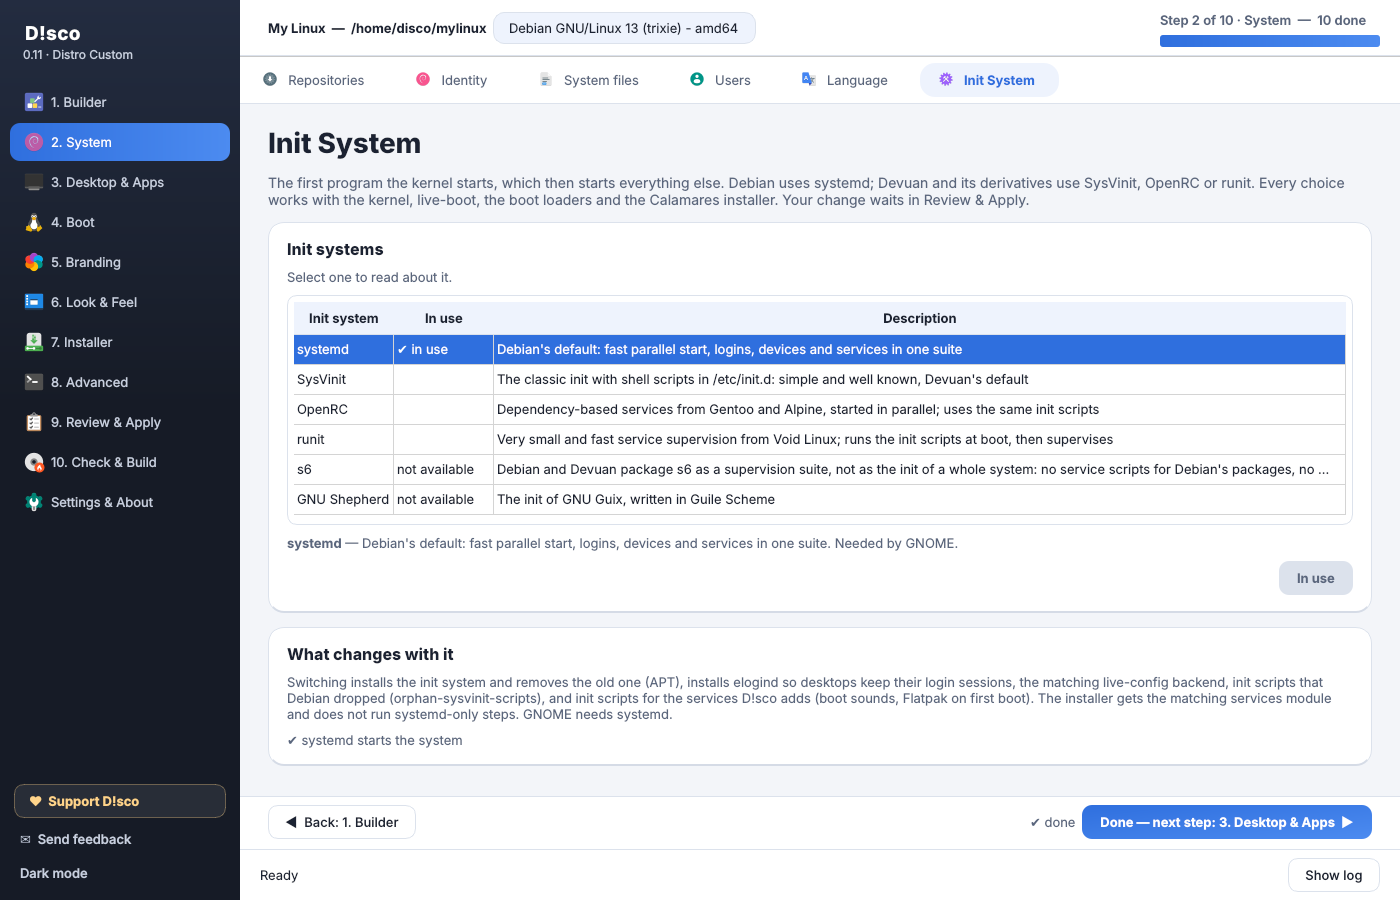 D!sco
0.11 · Distro Custom
1. Builder
2. System
3. Desktop & Apps
4. Boot
5. Branding
6. Look & Feel
7. Installer
8. Advanced
9. Review & Apply
10. Check & Build
Settings & About
Support D!sco
Send feedback
Dark mode
My Linux — /home/disco/mylinux
Debian GNU/Linux 13 (trixie) - amd64
Step 2 of 10 · System — 10 done
Repositories
Identity
System files
Users
Language
Init System
Init System
The first program the kernel starts, which then starts everything else. Debian uses systemd; Devuan and its derivatives use SysVinit, OpenRC or runit. Every choice
works with the kernel, live-boot, the boot loaders and the Calamares installer. Your change waits in Review & Apply.
Init systems
Select one to read about it.
Init system In use Description
systemd ✔ in use Debian's default: fast parallel start, logins, devices and services in one suite
SysVinit The classic init with shell scripts in /etc/init.d: simple and well known, Devuan's default
OpenRC Dependency-based services from Gentoo and Alpine, started in parallel; uses the same init scripts
runit Very small and fast service supervision from Void Linux; runs the init scripts at boot, then supervises
s6 not available Debian and Devuan package s6 as a supervision suite, not as the init of a whole system: no service scripts for Debian's packages, no ...
GNU Shepherd not available The init of GNU Guix, written in Guile Scheme
systemd — Debian's default: fast parallel start, logins, devices and services in one suite. Needed by GNOME.
In use
What changes with it
Switching installs the init system and removes the old one (APT), installs elogind so desktops keep their login sessions, the matching live-config backend, init scripts that
Debian dropped (orphan-sysvinit-scripts), and init scripts for the services D!sco adds (boot sounds, Flatpak on first boot). The installer gets the matching services module
and does not run systemd-only steps. GNOME needs systemd.
✔ systemd starts the system
◀ Back: 1. Builder
✔ done
Done — next step: 3. Desktop & Apps ▶
Ready
Show log